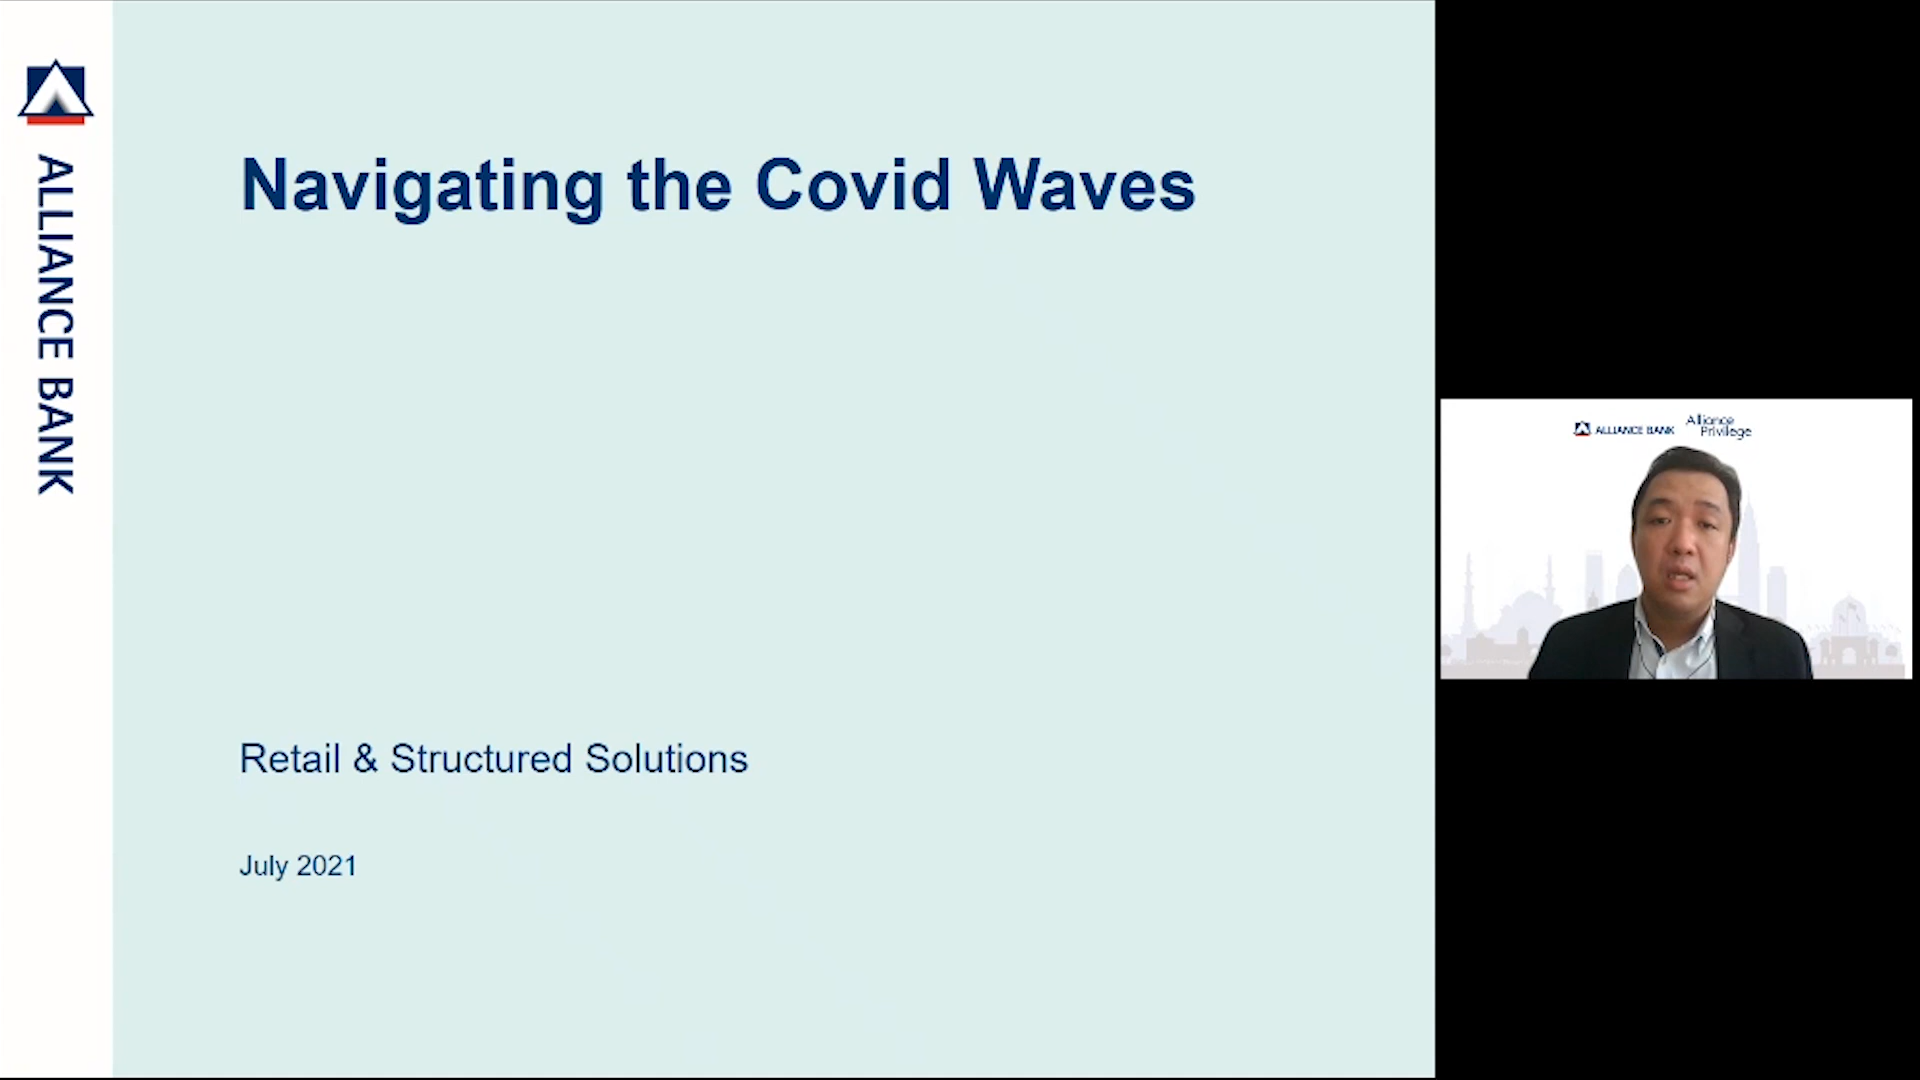 ALLIANCE BANK
Navigating the Covid Waves
Retail & Structured Solutions
July 2021
ALLIANCE BANK
Alliance
Privilege